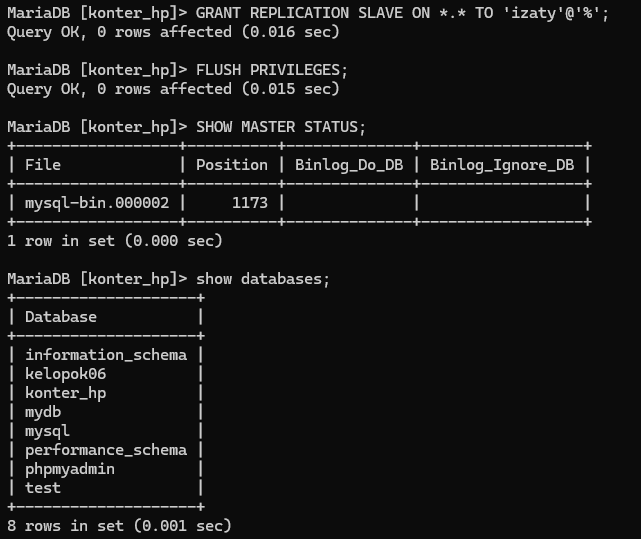 MariaDB [konter_hp]> GRANT REPLICATION SLAVE ON *.* TO 'izaty'@'%';
Query OK, 0 rows affected (0.016 sec)
MariaDB [konter_hp]> FLUSH PRIVILEGES;
Query OK, 0 rows affected (0.015 sec)
MariaDB [konter_hp]> SHOW MASTER STATUS;
+------------------+----------+--------------+------------------+
| File             | Position | Binlog_Do_DB | Binlog_Ignore_DB |
+------------------+----------+--------------+------------------+
| mysql-bin.000002 |     1173 |              |                  |
+------------------+----------+--------------+------------------+
1 row in set (0.000 sec)
MariaDB [konter_hp]> show databases;
+--------------------+
| Database           |
+--------------------+
| information_schema |
| kelopok06          |
| konter_hp          |
| mydb               |
| mysql              |
| performance_schema |
| phpmyadmin         |
| test               |
+--------------------+
8 rows in set (0.001 sec)